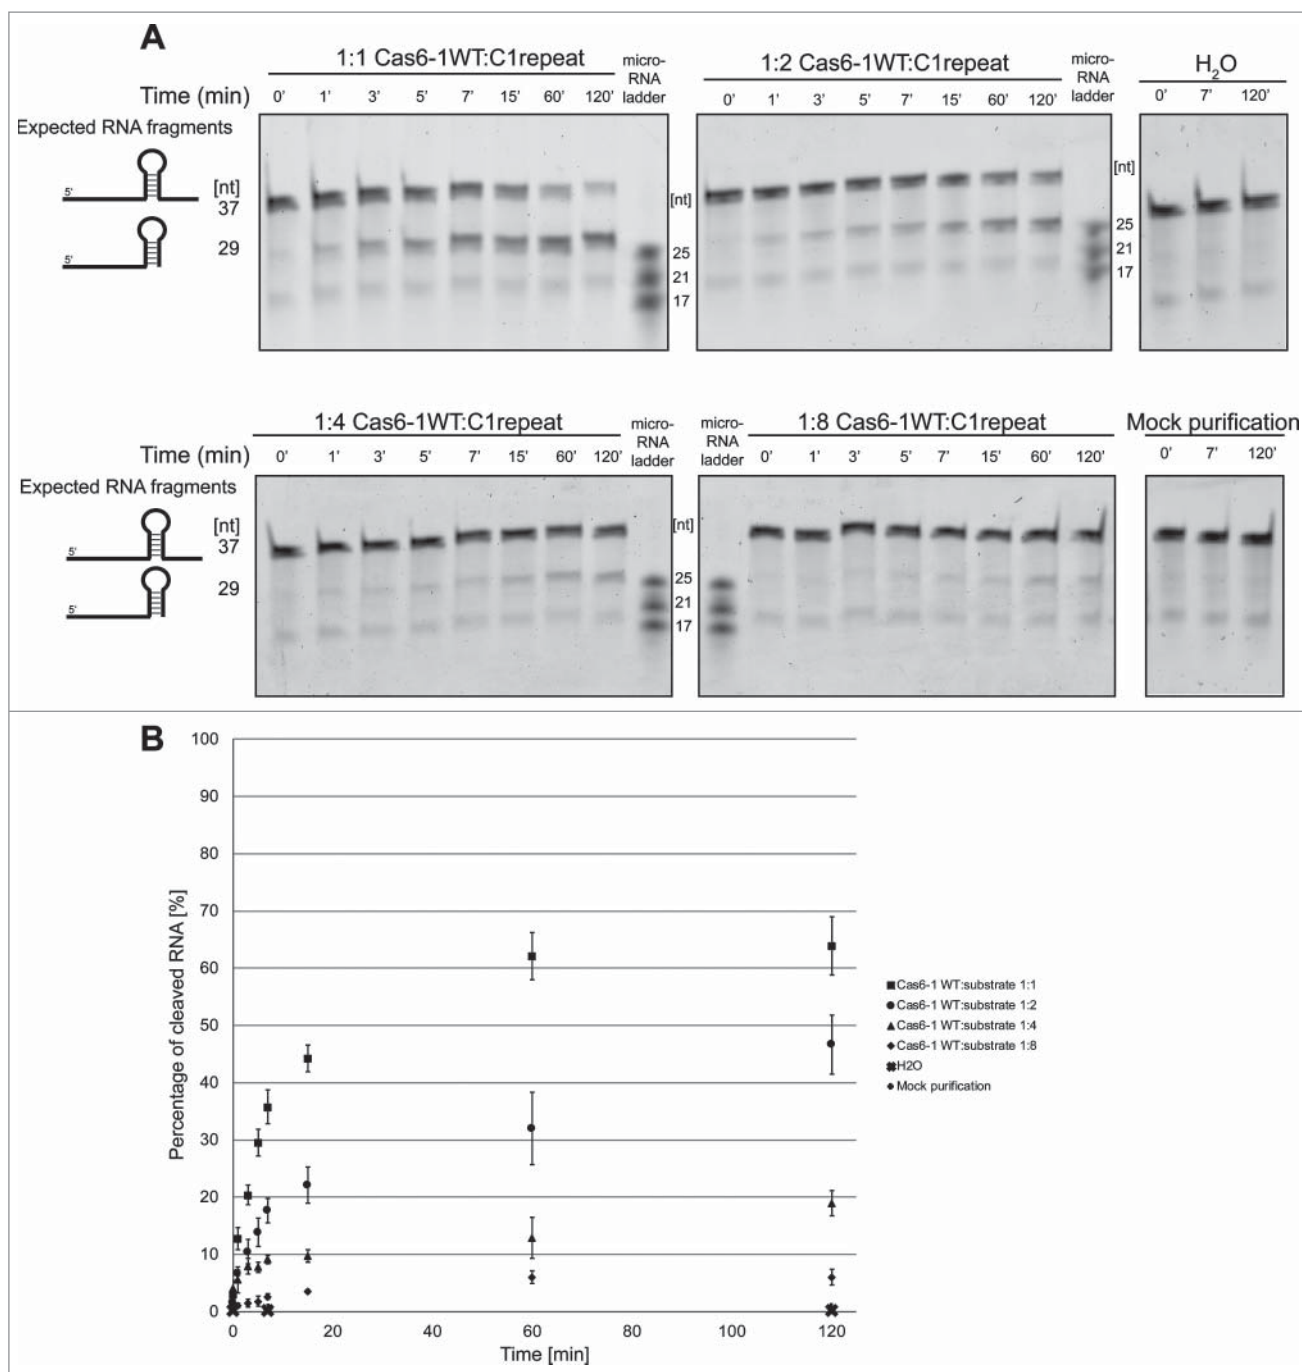 A
1:1 Cas6-1WT:C1repeat
micro-
RNA
ladder
1:2 Cas6-1WT:C1repeat
micro-
RNA
ladder
H2O
Time (min)
0' 1' 3' 5' 7' 15' 60' 120'
0' 1' 3' 5' 7' 15' 60' 120'
0' 7' 120'
Expected RNA fragments
5'
[nt]
37
5'
29
[nt]
25
21
17
[nt]
25
21
17
1:4 Cas6-1WT:C1repeat
micro-
RNA
ladder
micro-
RNA
ladder
1:8 Cas6-1WT:C1repeat
Mock purification
Time (min)
0' 1' 3' 5' 7' 15' 60' 120'
0' 1' 3' 5' 7' 15' 60' 120'
0' 7' 120'
Expected RNA fragments
5'
[nt]
37
5'
29
[nt]
25
21
17
B
Percentage of cleaved RNA [%]
100
90
80
70
60
50
40
30
20
10
0
0 20 40 60 80 100 120
Time [min]
Cas6-1 WT:substrate 1:1
Cas6-1 WT:substrate 1:2
Cas6-1 WT:substrate 1:4
Cas6-1 WT:substrate 1:8
H2O
Mock purification